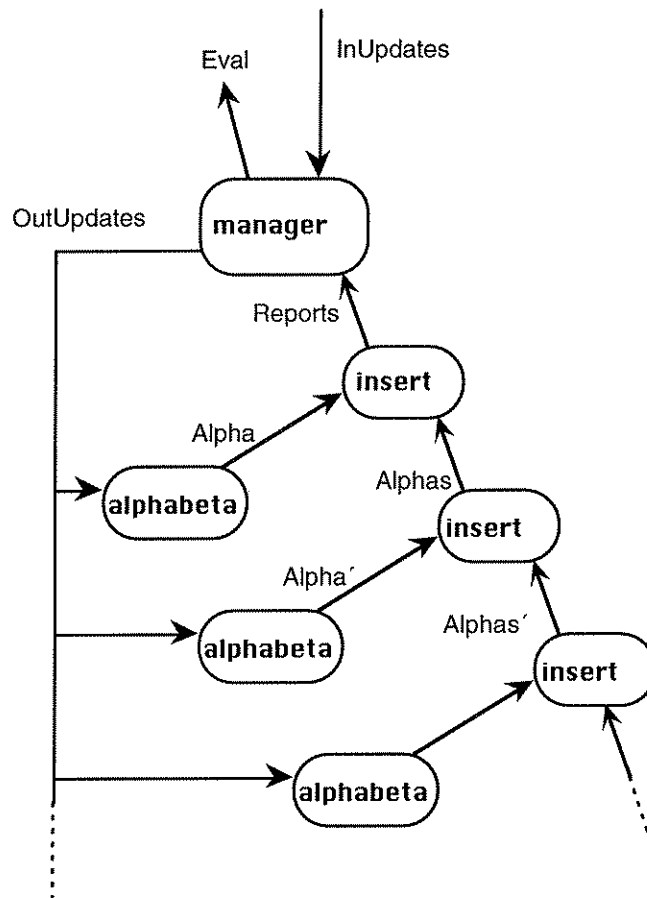 Eval
InUpdates
OutUpdates
manager
Reports
insert
Alpha
Alphas
alphabeta
insert
Alpha´
Alphas´
alphabeta
insert
alphabeta